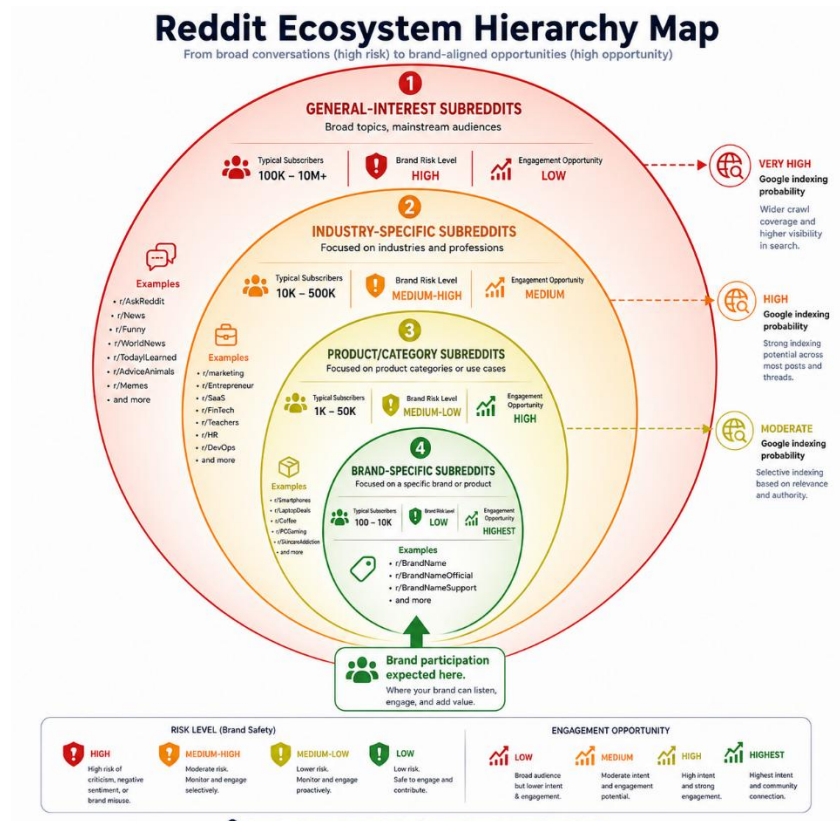 Reddit Ecosystem Hierarchy Map
From broad conversations (high risk) to brand-aligned opportunities (high opportunity)
1
GENERAL-INTEREST SUBREDDITS
Broad topics, mainstream audiences
Typical Subscribers
100K – 10M+
Brand Risk Level
HIGH
Engagement Opportunity
LOW
VERY HIGH
Google indexing
probability
Wider crawl
coverage and
higher visibility
in search.
Examples
• r/AskReddit
• r/News
• r/Funny
• r/WorldNews
• r/TodayLearned
• r/AdviceAnimals
• r/Memes
• and more
2
INDUSTRY-SPECIFIC SUBREDDITS
Focused on industries and professions
Typical Subscribers
10K – 500K
Brand Risk Level
MEDIUM-HIGH
Engagement Opportunity
MEDIUM
HIGH
Google indexing
probability
Strong indexing
potential across
most posts and
threads.
Examples
• r/marketing
• r/Entrepreneur
• r/SaaS
• r/FinTech
• r/Teachers
• r/HR
• r/DevOps
• and more
3
PRODUCT/CATEGORY SUBREDDITS
Focused on product categories or use cases
Typical Subscribers
1K – 50K
Brand Risk Level
MEDIUM-LOW
Engagement
Opportunity
HIGH
MODERATE
Google indexing
probability
Selective indexing
based on relevance
and authority.
Examples
• r/Smartphones
• r/LaptopDeals
• r/Coffee
• r/PCGaming
• r/SkincareAddiction
• and more
4
BRAND-SPECIFIC SUBREDDITS
Focused on a specific brand or product
Typical Subscribers
100 – 10K
Brand Risk Level
LOW
Engagement
Opportunity
HIGHEST
Examples
• r/BrandName
• r/BrandNameOfficial
• r/BrandNameSupport
• and more
Brand participation
expected here.
Where your brand can listen,
engage, and add value.
RISK LEVEL (Brand Safety)
HIGH
High risk of
criticism, negative
sentiment, or
brand misuse.
MEDIUM-HIGH
Moderate risk.
Monitor and engage
selectively.
MEDIUM-LOW
Lower risk.
Monitor and engage
proactively.
LOW
Low risk.
Safe to engage and
contribute.
ENGAGEMENT OPPORTUNITY
LOW
Broad audience
but lower intent
& engagement.
MEDIUM
Moderate intent
and engagement
potential.
HIGH
High intent
and strong
engagement.
HIGHEST
Highest intent
and community
connection.